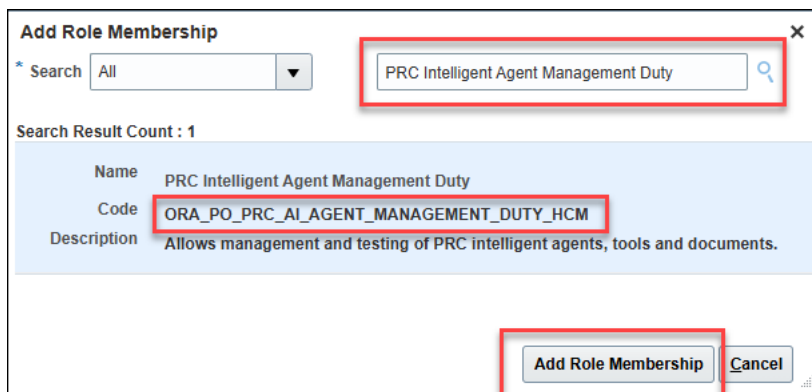 Add Role Membership
* Search All PRC Intelligent Agent Management Duty
Search Result Count : 1
Name PRC Intelligent Agent Management Duty
Code ORA_PO_PRC_AI_AGENT_MANAGEMENT_DUTY_HCM
Description Allows management and testing of PRC intelligent agents, tools and documents.
Add Role Membership Cancel